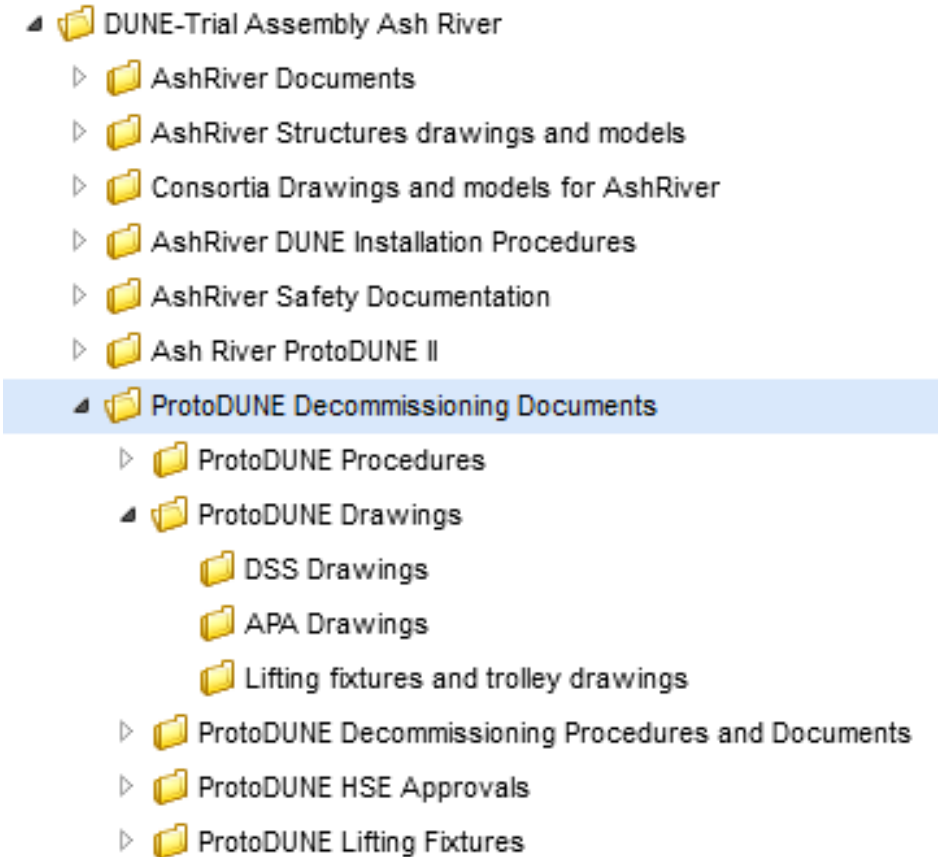 DUNE-Trial Assembly Ash River
AshRiver Documents
AshRiver Structures drawings and models
Consortia Drawings and models for AshRiver
AshRiver DUNE Installation Procedures
AshRiver Safety Documentation
Ash River ProtoDUNE II
ProtoDUNE Decommissioning Documents
ProtoDUNE Procedures
ProtoDUNE Drawings
DSS Drawings
APA Drawings
Lifting fixtures and trolley drawings
ProtoDUNE Decommissioning Procedures and Documents
ProtoDUNE HSE Approvals
ProtoDUNE Lifting Fixtures